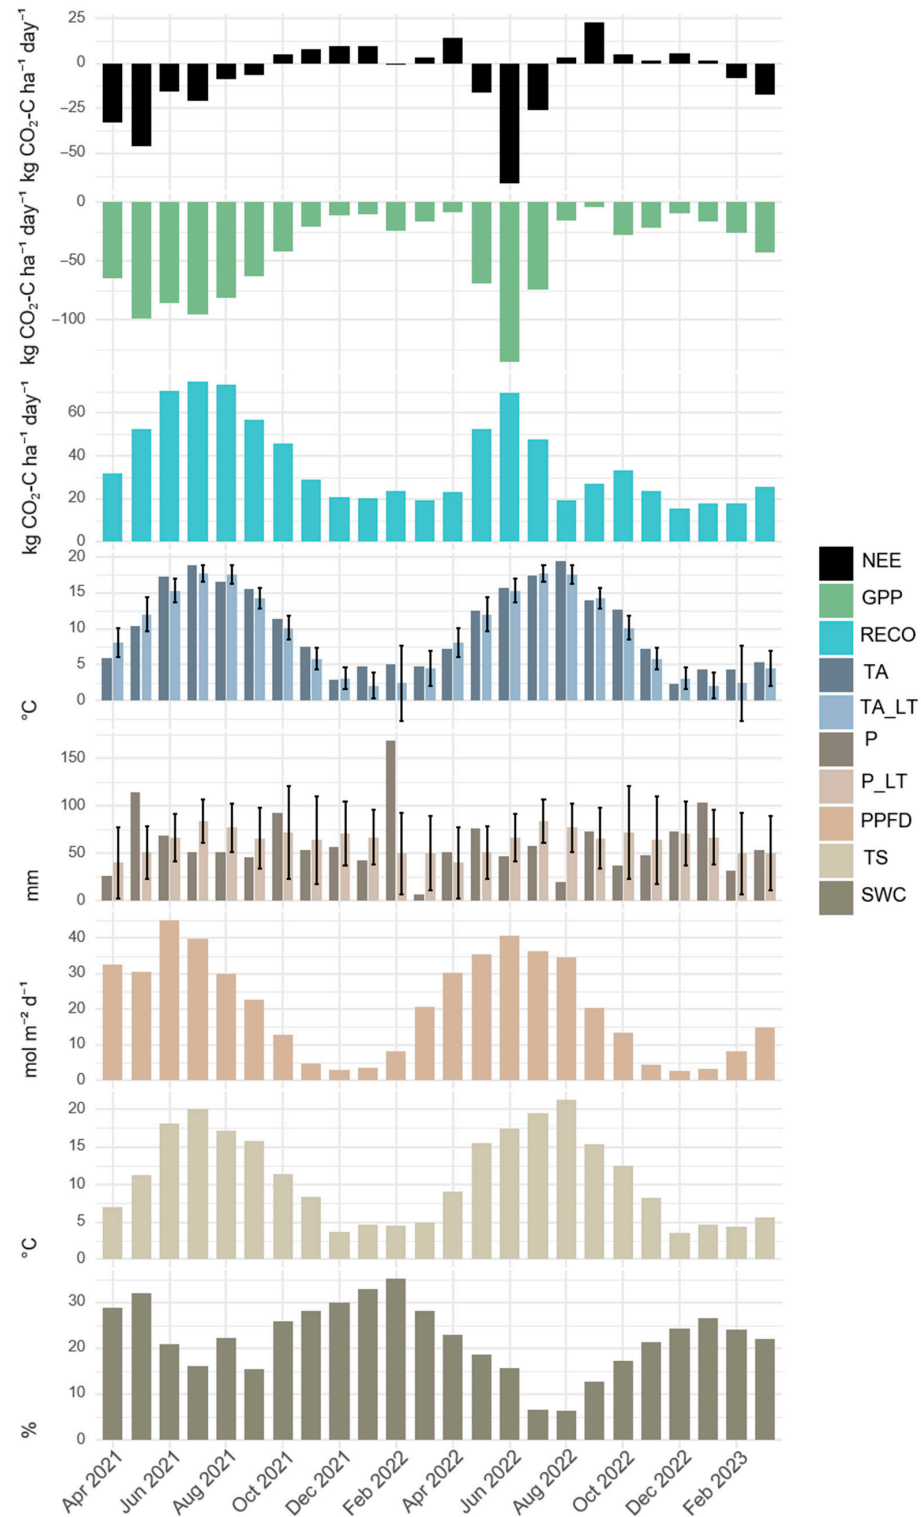 kg CO₂-C ha⁻¹ day⁻¹
25
0
−25
−50
kg CO₂-C ha⁻¹ day⁻¹
0
−50
−100
kg CO₂-C ha⁻¹ day⁻¹
60
40
20
0
°C
20
15
10
5
0
mm
150
100
50
0
mol m⁻² d⁻¹
40
30
20
10
0
°C
20
15
10
5
0
%
30
20
10
0
Apr 2021
Jun 2021
Aug 2021
Oct 2021
Dec 2021
Feb 2022
Apr 2022
Jun 2022
Aug 2022
Oct 2022
Dec 2022
Feb 2023
NEE
GPP
RECO
TA
TA_LT
P
P_LT
PPFD
TS
SWC